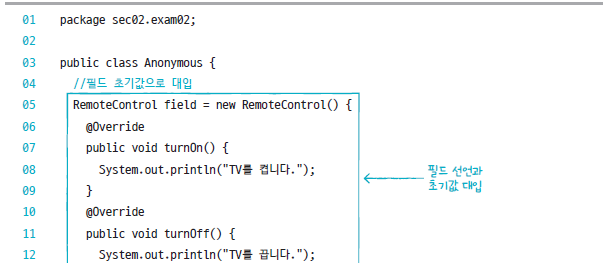 01 package sec02.exam02;
02
03 public class Anonymous {
04 //필드 초기값으로 대입
05 RemoteControl field = new RemoteControl() {
06 @Override
07 public void turnOn() {
08 System.out.println("TV를 켭니다.");
09 }
10 @Override
11 public void turnOff() {
12 System.out.println("TV를 끕니다.");
필드 선언과
초기값 대입